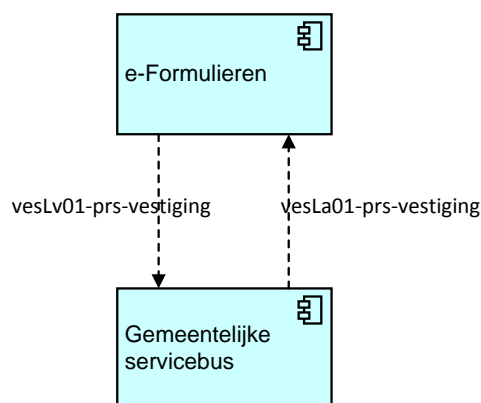 e-Formulieren
vesLv01-prs-vestiging
vesLa01-prs-vestiging
Gemeentelijke
servicebus